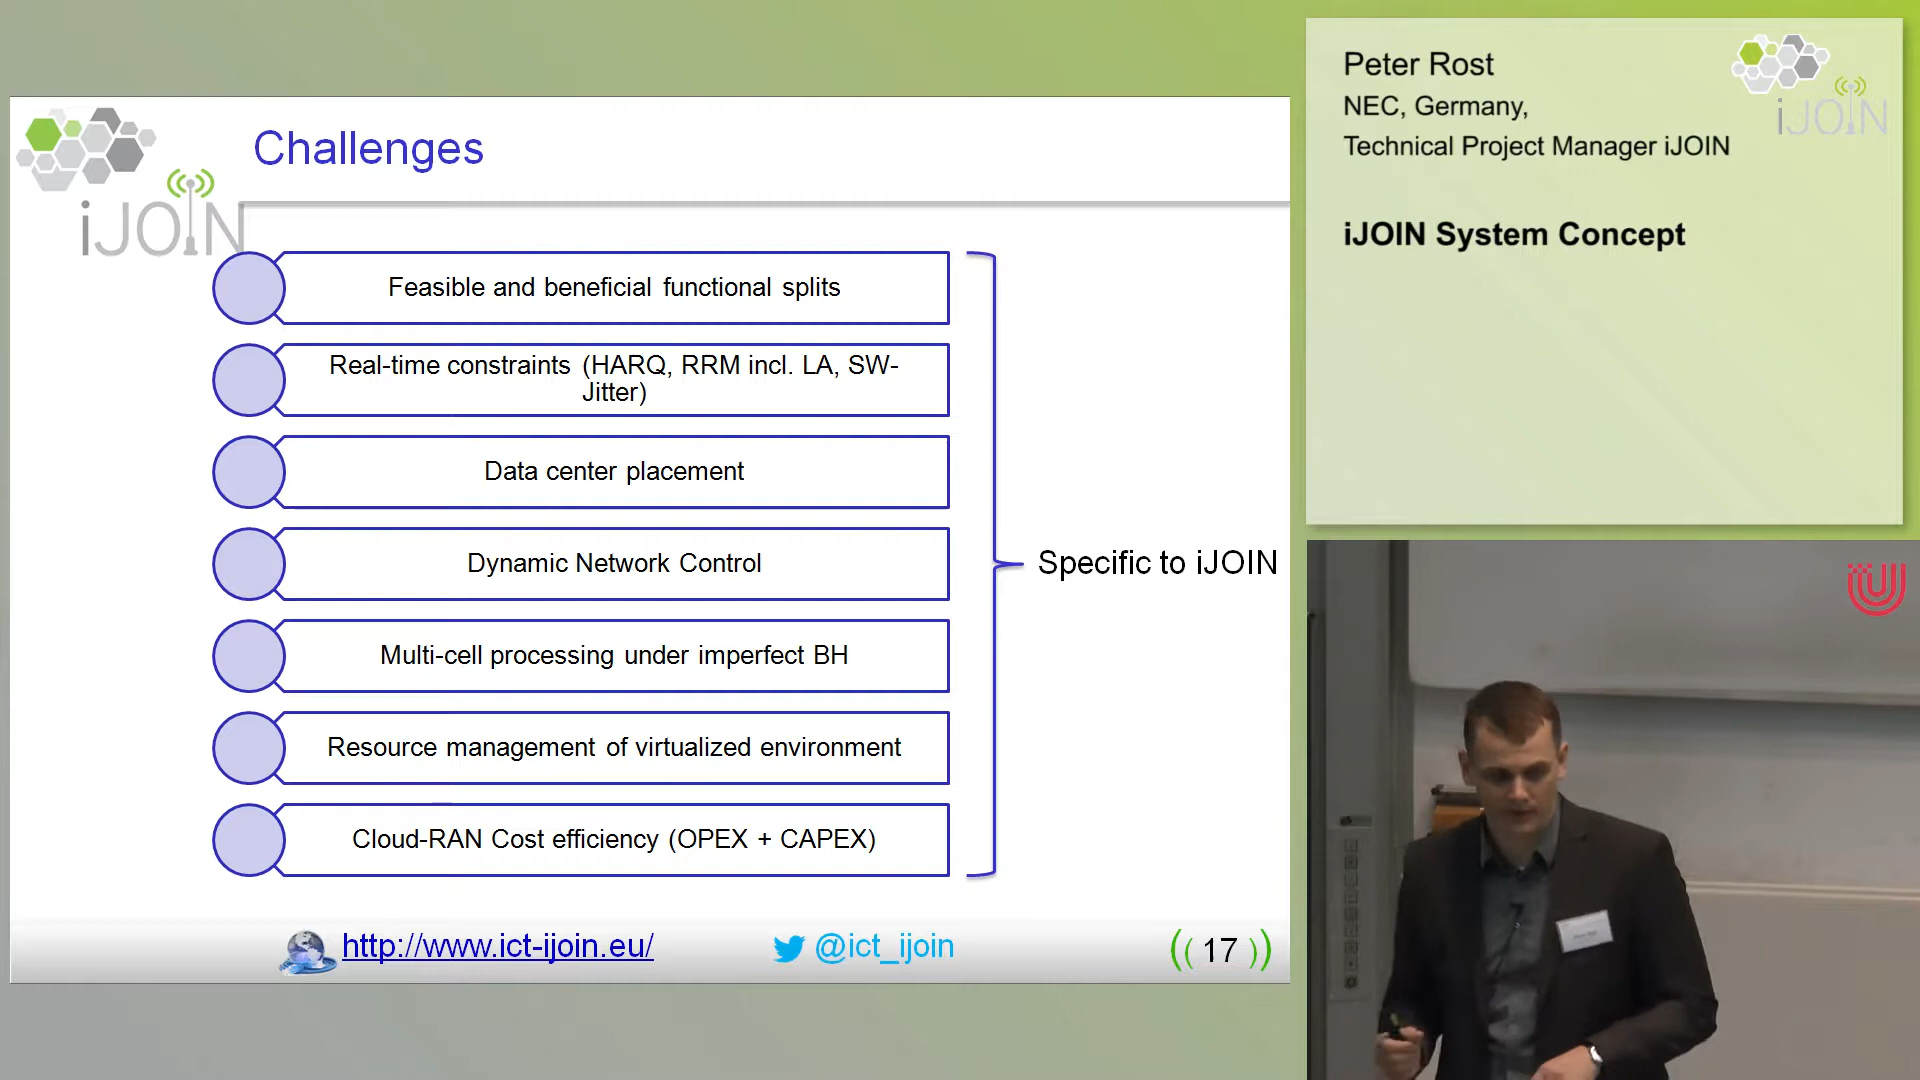 iJOIN
Challenges
Feasible and beneficial functional splits
Real-time constraints (HARQ, RRM incl. LA, SW-
Jitter)
Data center placement
Dynamic Network Control
Multi-cell processing under imperfect BH
Resource management of virtualized environment
Cloud-RAN Cost efficiency (OPEX + CAPEX)
Specific to iJOIN
http://www.ict-ijoin.eu/
@ict_ijoin
17
Peter Rost
NEC, Germany,
Technical Project Manager iJOIN
iJOIN
iJOIN System Concept